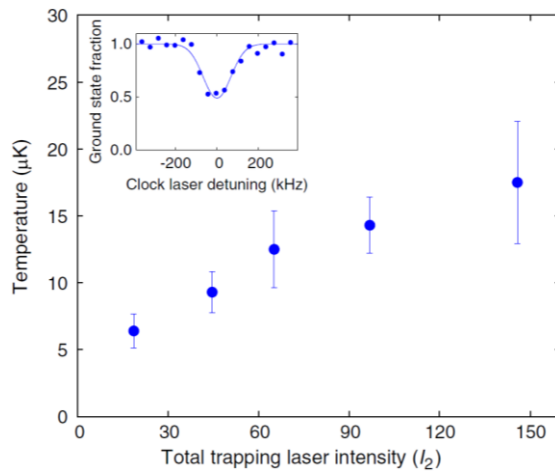 30
25
20
15
10
5
0
Temperature (μK)
1.0
0.5
0.0
Ground state fraction
-200 0 200
Clock laser detuning (kHz)
0 30 60 90 120 150
Total trapping laser intensity (I₂)